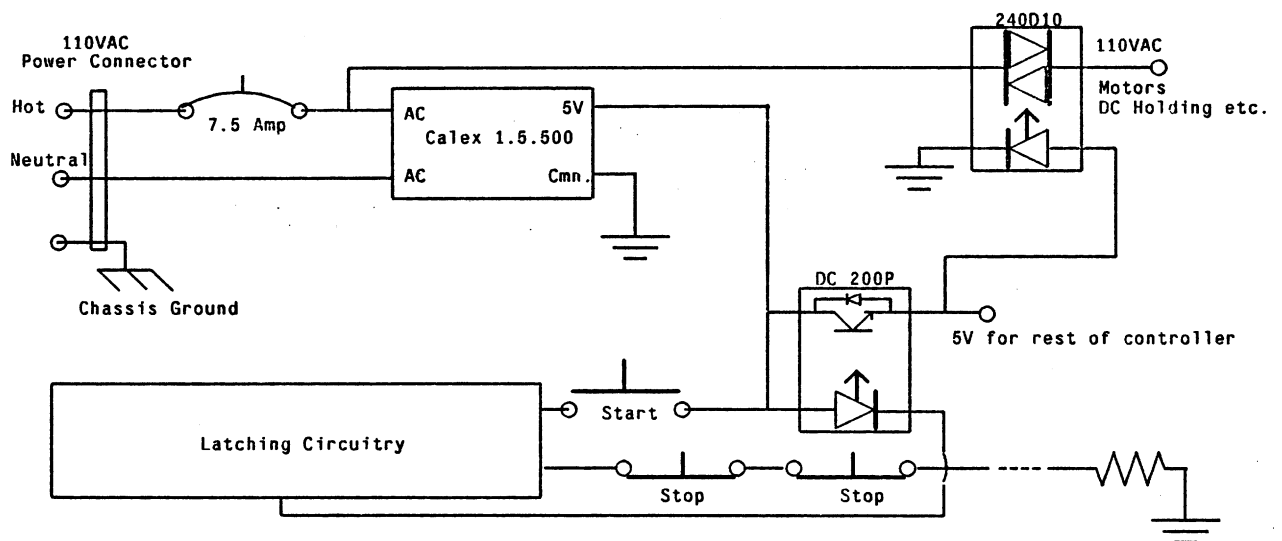 240D10
110VAC
Power Connector
110VAC
Hot
7.5 Amp
AC
5V
Calex 1.5.500
Motors
DC Holding etc.
Neutral
AC
Cmn.
DC 200P
Chassis Ground
5V for rest of controller
Start
Latching Circuitry
Stop
Stop